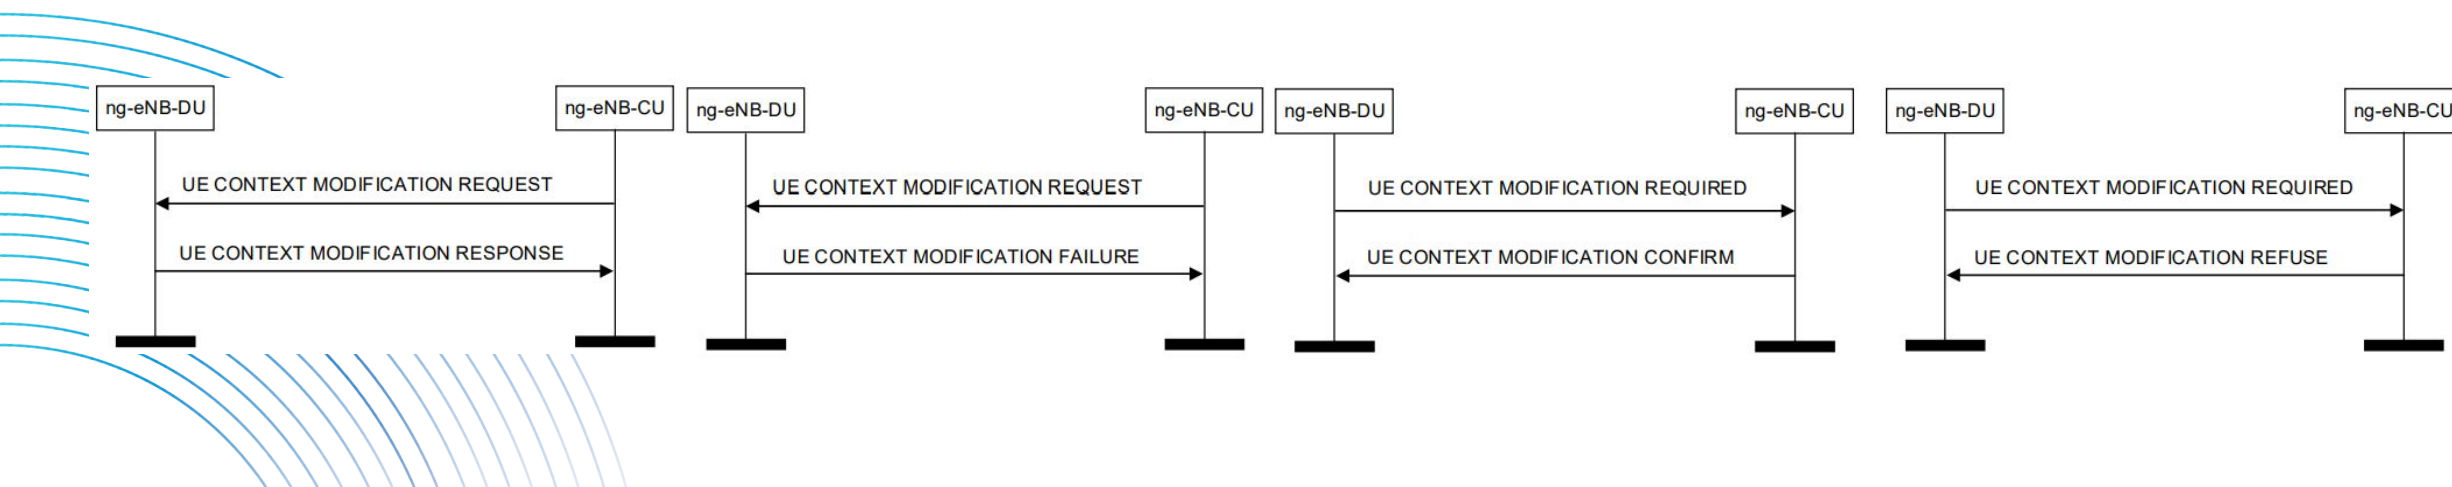 ng-eNB-DU
ng-eNB-CU
UE CONTEXT MODIFICATION REQUEST
UE CONTEXT MODIFICATION RESPONSE
ng-eNB-DU
ng-eNB-CU
UE CONTEXT MODIFICATION REQUEST
UE CONTEXT MODIFICATION FAILURE
ng-eNB-DU
ng-eNB-CU
UE CONTEXT MODIFICATION REQUIRED
UE CONTEXT MODIFICATION CONFIRM
ng-eNB-DU
ng-eNB-CU
UE CONTEXT MODIFICATION REQUIRED
UE CONTEXT MODIFICATION REFUSE